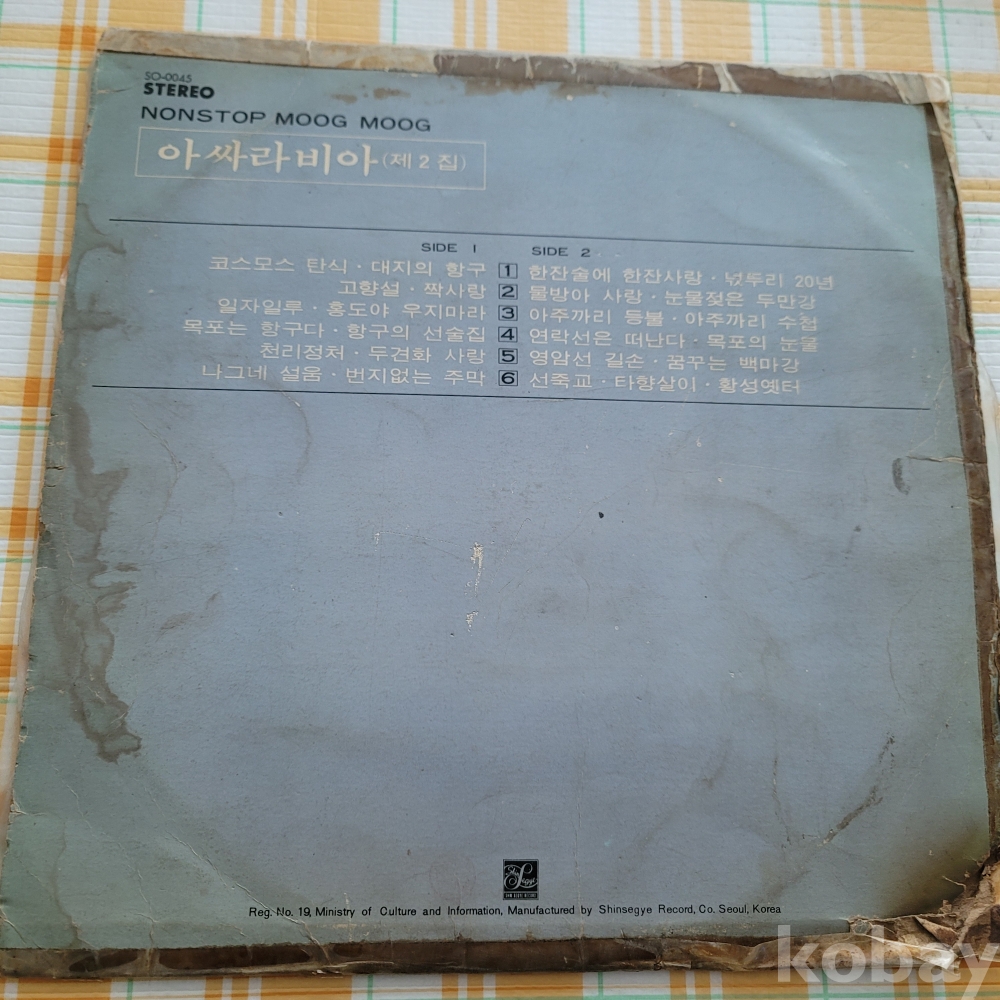 SO-0045
STEREO
NONSTOP MOOG MOOG
아싸라비아 (제 2 집)
SIDE 1 SIDE 2
코스모스 탄식 · 대지의 항구 1 한잔술에 한잔사랑 · 넋두리 20년
고향설 · 짝사랑 2 물방아 사랑 · 눈물젖은 두만강
일자일루 · 홍도야 우지마라 3 아주까리 등불 · 아주까리 수첩
목포는 항구다 · 항구의 선술집 4 연락선은 떠난다 · 목포의 눈물
천리정처 · 두견화 사랑 5 영암선 길손 · 꿈꾸는 백마강
나그네 설움 · 번지없는 주막 6 선죽교 · 타향살이 · 황성옛터
Reg. No. 19, Ministry of Culture and Information, Manufactured by Shinsegye Record, Co. Seoul, Korea
kobay